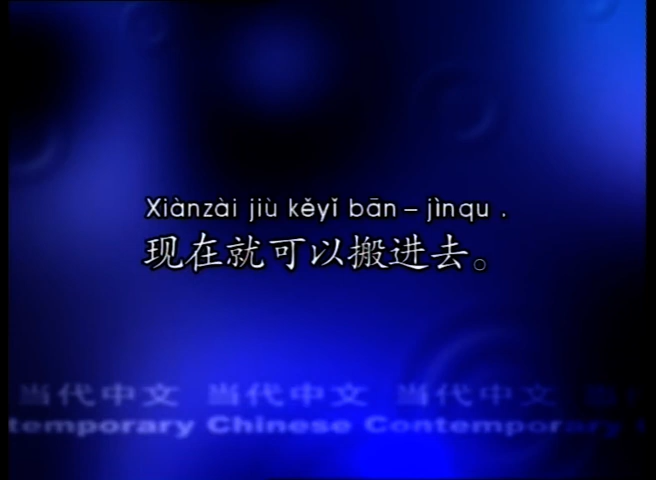 Xiànzài jiù kěyǐ bān – jìnqu .
现在就可以搬进去。
当代中文 当代中文 当代中文 当
temporary Chinese Contemporary